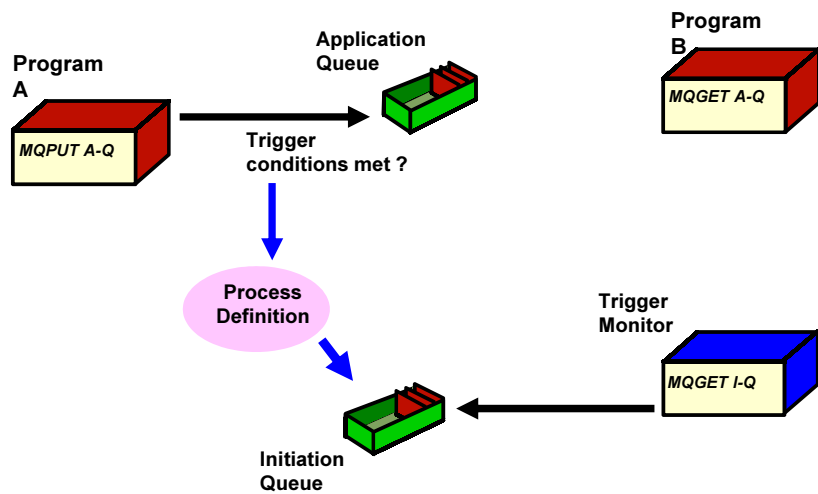 Program
A
MQPUT A-Q
Application
Queue
Program
B
MQGET A-Q
Trigger
conditions met ?
Process
Definition
Trigger
Monitor
MQGET I-Q
Initiation
Queue